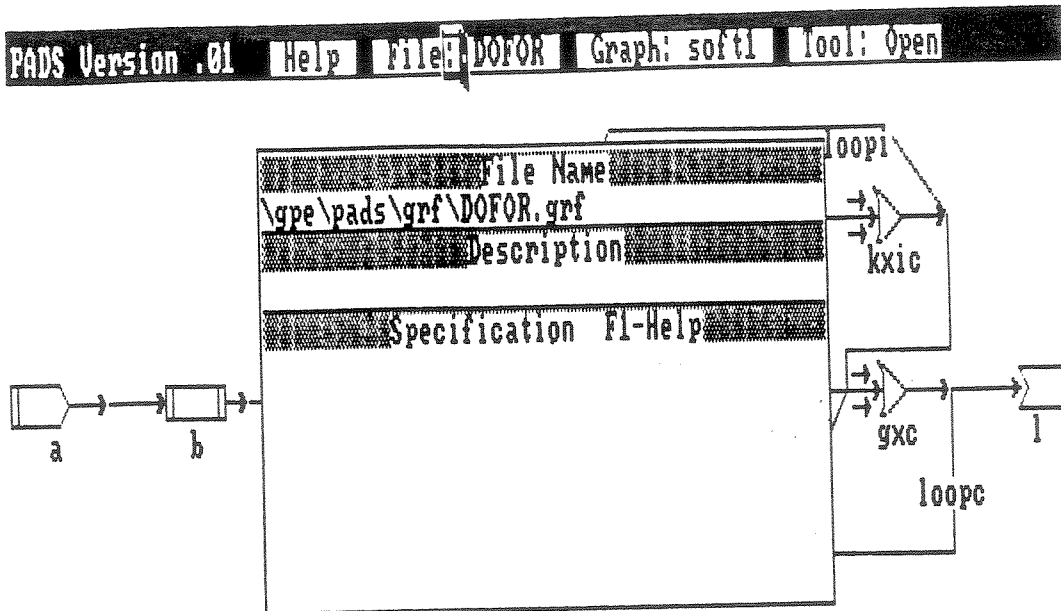 PADS Version .01 Help File: DOFOR Graph: soft1 Tool: Open
loopi
File Name
\gpe\pads\grf\DOFOR.grf
Description
kxic
Specification F1-Help
a
b
gxc
l
loopc